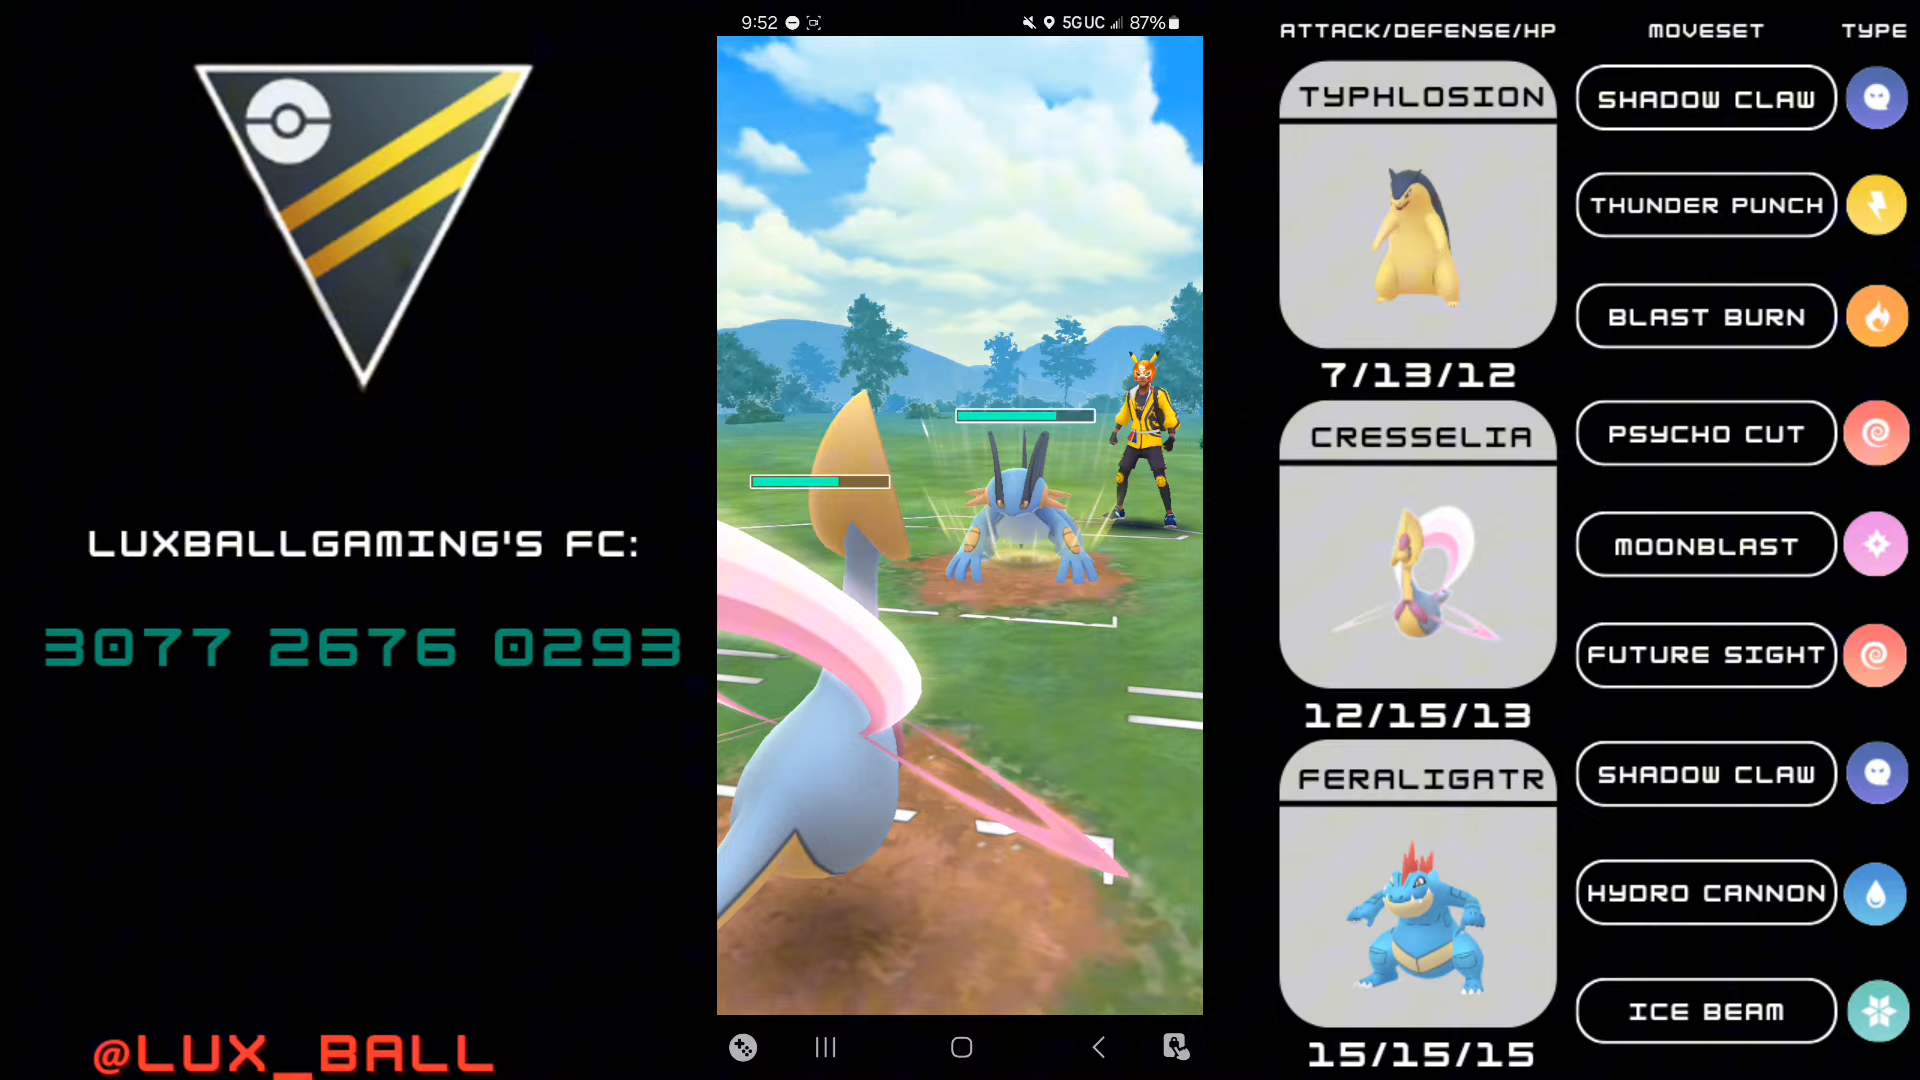 9:52
5GUC
87%
ATTACK/DEFENSE/HP
MOVESET
TYPE
TYPHLOSION
7/13/12
SHADOW CLAW
THUNDER PUNCH
BLAST BURN
CRESSELIA
12/15/13
PSYCHO CUT
MOONBLAST
FUTURE SIGHT
FERALIGATR
15/15/15
SHADOW CLAW
HYDRO CANNON
ICE BEAM
LUXBALLGAMING'S FC:
3077 2676 0293
@LUX_BALL